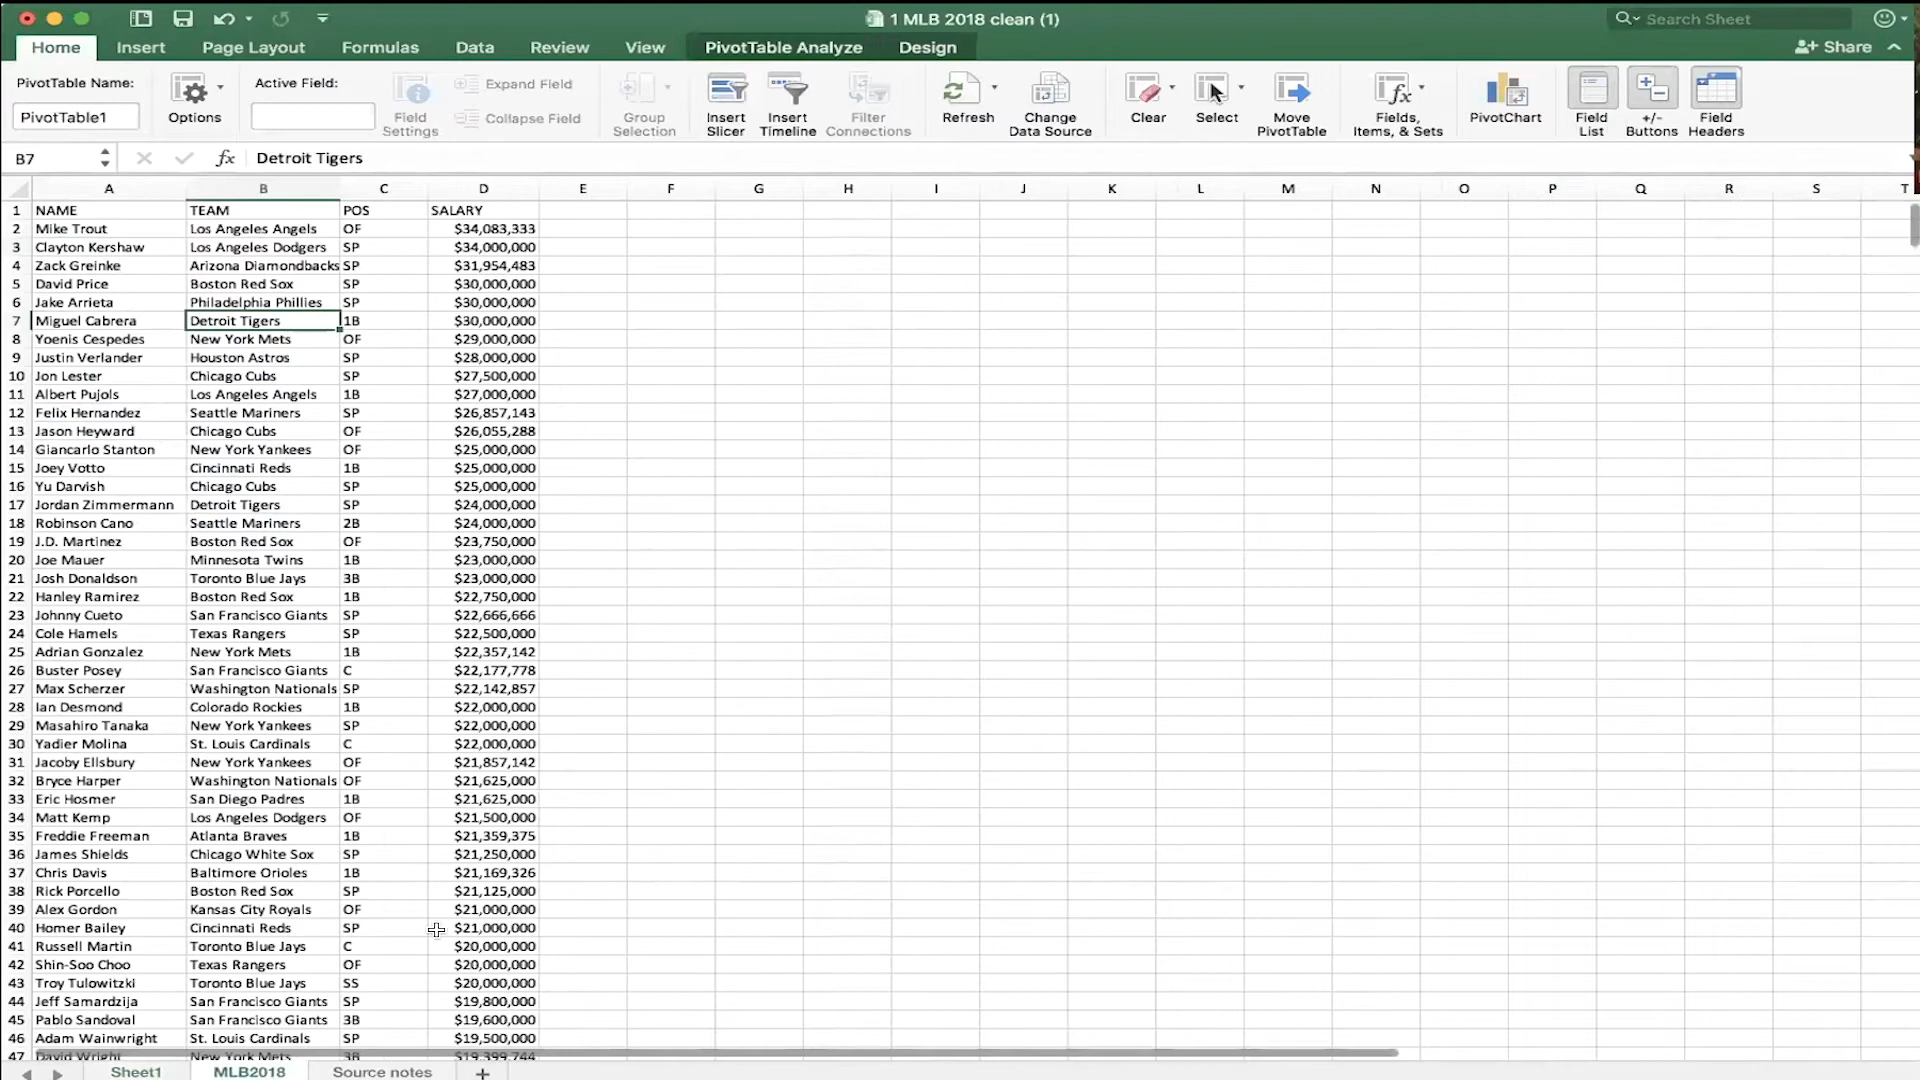 1 MLB 2018 clean (1)
Search Sheet
Home Insert Page Layout Formulas Data Review View PivotTable Analyze Design Share
PivotTable Name:
PivotTable1
Options
Active Field:
Field Settings
Expand Field
Collapse Field
Group Selection
Insert Slicer
Insert Timeline
Filter Connections
Refresh
Change Data Source
Clear
Select
Move PivotTable
fx
Fields, Items, & Sets
PivotChart
Field List
+/- Buttons
Field Headers
B7 fx Detroit Tigers
A B C D E F G H I J K L M N O P Q R S T
1 NAME TEAM POS SALARY
2 Mike Trout Los Angeles Angels OF $34,083,333
3 Clayton Kershaw Los Angeles Dodgers SP $34,000,000
4 Zack Greinke Arizona Diamondbacks SP $31,954,483
5 David Price Boston Red Sox SP $30,000,000
6 Jake Arrieta Philadelphia Phillies SP $30,000,000
7 Miguel Cabrera Detroit Tigers 1B $30,000,000
8 Yoenis Cespedes New York Mets OF $29,000,000
9 Justin Verlander Houston Astros SP $28,000,000
10 Jon Lester Chicago Cubs SP $27,500,000
11 Albert Pujols Los Angeles Angels 1B $27,000,000
12 Felix Hernandez Seattle Mariners SP $26,857,143
13 Jason Heyward Chicago Cubs OF $26,055,288
14 Giancarlo Stanton New York Yankees OF $25,000,000
15 Joey Votto Cincinnati Reds 1B $25,000,000
16 Yu Darvish Chicago Cubs SP $25,000,000
17 Jordan Zimmermann Detroit Tigers SP $24,000,000
18 Robinson Cano Seattle Mariners 2B $24,000,000
19 J.D. Martinez Boston Red Sox OF $23,750,000
20 Joe Mauer Minnesota Twins 1B $23,000,000
21 Josh Donaldson Toronto Blue Jays 3B $23,000,000
22 Hanley Ramirez Boston Red Sox 1B $22,750,000
23 Johnny Cueto San Francisco Giants SP $22,666,666
24 Cole Hamels Texas Rangers SP $22,500,000
25 Adrian Gonzalez New York Mets 1B $22,357,142
26 Buster Posey San Francisco Giants C $22,177,778
27 Max Scherzer Washington Nationals SP $22,142,857
28 Ian Desmond Colorado Rockies 1B $22,000,000
29 Masahiro Tanaka New York Yankees SP $22,000,000
30 Yadier Molina St. Louis Cardinals C $22,000,000
31 Jacoby Ellsbury New York Yankees OF $21,857,142
32 Bryce Harper Washington Nationals OF $21,625,000
33 Eric Hosmer San Diego Padres 1B $21,625,000
34 Matt Kemp Los Angeles Dodgers OF $21,500,000
35 Freddie Freeman Atlanta Braves 1B $21,359,375
36 James Shields Chicago White Sox SP $21,250,000
37 Chris Davis Baltimore Orioles 1B $21,169,326
38 Rick Porcello Boston Red Sox SP $21,125,000
39 Alex Gordon Kansas City Royals OF $21,000,000
40 Homer Bailey Cincinnati Reds SP $21,000,000
41 Russell Martin Toronto Blue Jays C $20,000,000
42 Shin-Soo Choo Texas Rangers OF $20,000,000
43 Troy Tulowitzki Toronto Blue Jays SS $20,000,000
44 Jeff Samardzija San Francisco Giants SP $19,800,000
45 Pablo Sandoval San Francisco Giants 3B $19,600,000
46 Adam Wainwright St. Louis Cardinals SP $19,500,000
47 David Wright New York Mets 3B $19,399,744
Sheet1 MLB2018 Source notes +